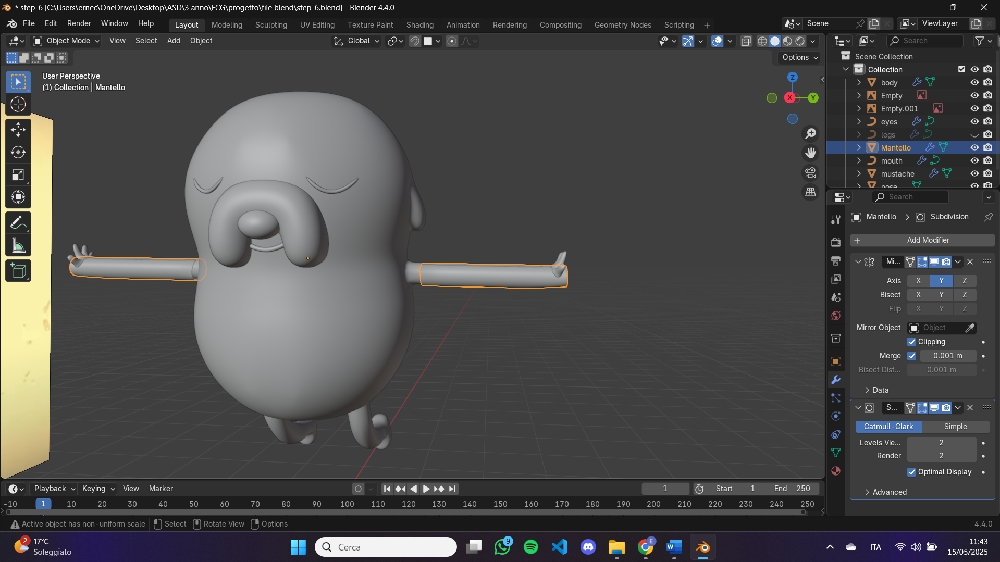 * step_6 [C:\Users\ernec\OneDrive\Desktop\ASD\3 anno\FCG\progetto\file blend\step_6.blend] - Blender 4.4.0
File Edit Render Window Help
Layout Modeling Sculpting UV Editing Texture Paint Shading Animation Rendering Compositing Geometry Nodes Scripting
Scene
ViewLayer
Object Mode View Select Add Object
Global
Search
Options
User Perspective
(1) Collection | Mantello
Z
X
Y
Scene Collection
Collection
body
Empty
Empty.001
eyes
legs
Mantello
mouth
mustache
nose
Search
Mantello > Subdivision
+ Add Modifier
Mi...
Axis X Y Z
Bisect X Y Z
Flip X Y Z
Mirror Object Object
Clipping
Merge 0.001 m
Bisect Dist... 0.001 m
Data
S...
Catmull-Clark Simple
Levels Vie... 2
Render 2
Optimal Display
Advanced
Playback Keying View Marker
1
Start 1
End 250
-10 1 10 20 30 40 50 60 70 80 90 100 110 120 130 140 150 160 170 180 190 200 210 220 230 240 250
Active object has non-uniform scale Select Rotate View Options
4.4.0
2
17°C
Soleggiato
Cerca
9
E
W
ITA
11:43
15/05/2025